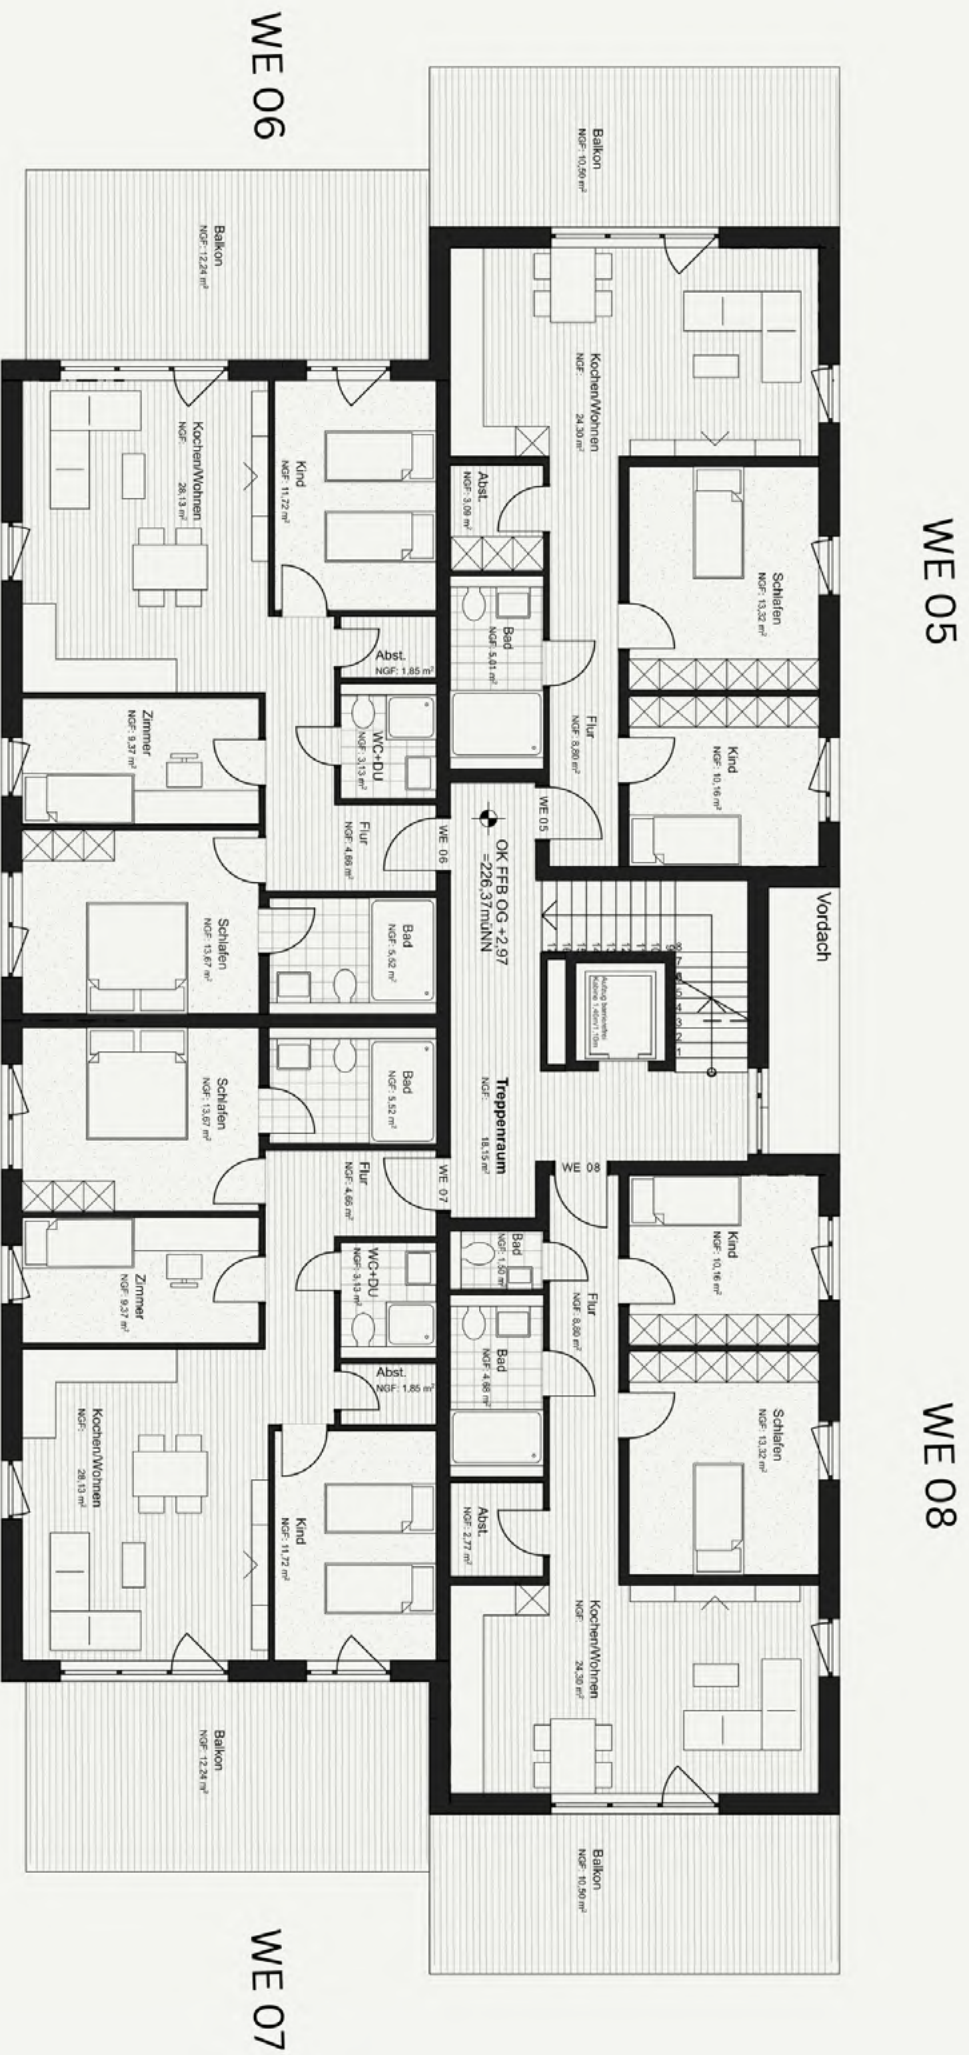 WE 05
Balkon
NGF: 10,50 m²
Kochen/Wohnen
NGF: 24,30 m²
Abst.
NGF: 3,09 m²
Schlafen
NGF: 13,32 m²
Bad
NGF: 5,01 m²
Flur
NGF: 8,80 m²
Kind
NGF: 10,16 m²
WE 05
WE 06
Balkon
NGF: 12,24 m²
Kochen/Wohnen
NGF: 28,13 m²
Kind
NGF: 11,72 m²
Abst.
NGF: 1,85 m²
WC+DU
NGF: 3,13 m²
Zimmer
NGF: 9,37 m²
Flur
NGF: 4,66 m²
WE 06
Schlafen
NGF: 13,67 m²
Bad
NGF: 5,52 m²
OK FFB OG +2,97
=226,37müNN
Vordach
Aufzug barrierefrei
Kabine 1,40m/1,10m
Treppenraum
NGF: 18,15 m²
WE 07
Schlafen
NGF: 13,67 m²
Bad
NGF: 5,52 m²
Flur
NGF: 4,66 m²
WE 07
Zimmer
NGF: 9,37 m²
WC+DU
NGF: 3,13 m²
Abst.
NGF: 1,85 m²
Kochen/Wohnen
NGF: 28,13 m²
Kind
NGF: 11,72 m²
Balkon
NGF: 12,24 m²
WE 08
WE 08
Kind
NGF: 10,16 m²
Bad
NGF: 1,50 m²
Flur
NGF: 8,80 m²
Bad
NGF: 4,68 m²
Schlafen
NGF: 13,32 m²
Abst.
NGF: 2,77 m²
Kochen/Wohnen
NGF: 24,30 m²
Balkon
NGF: 10,50 m²